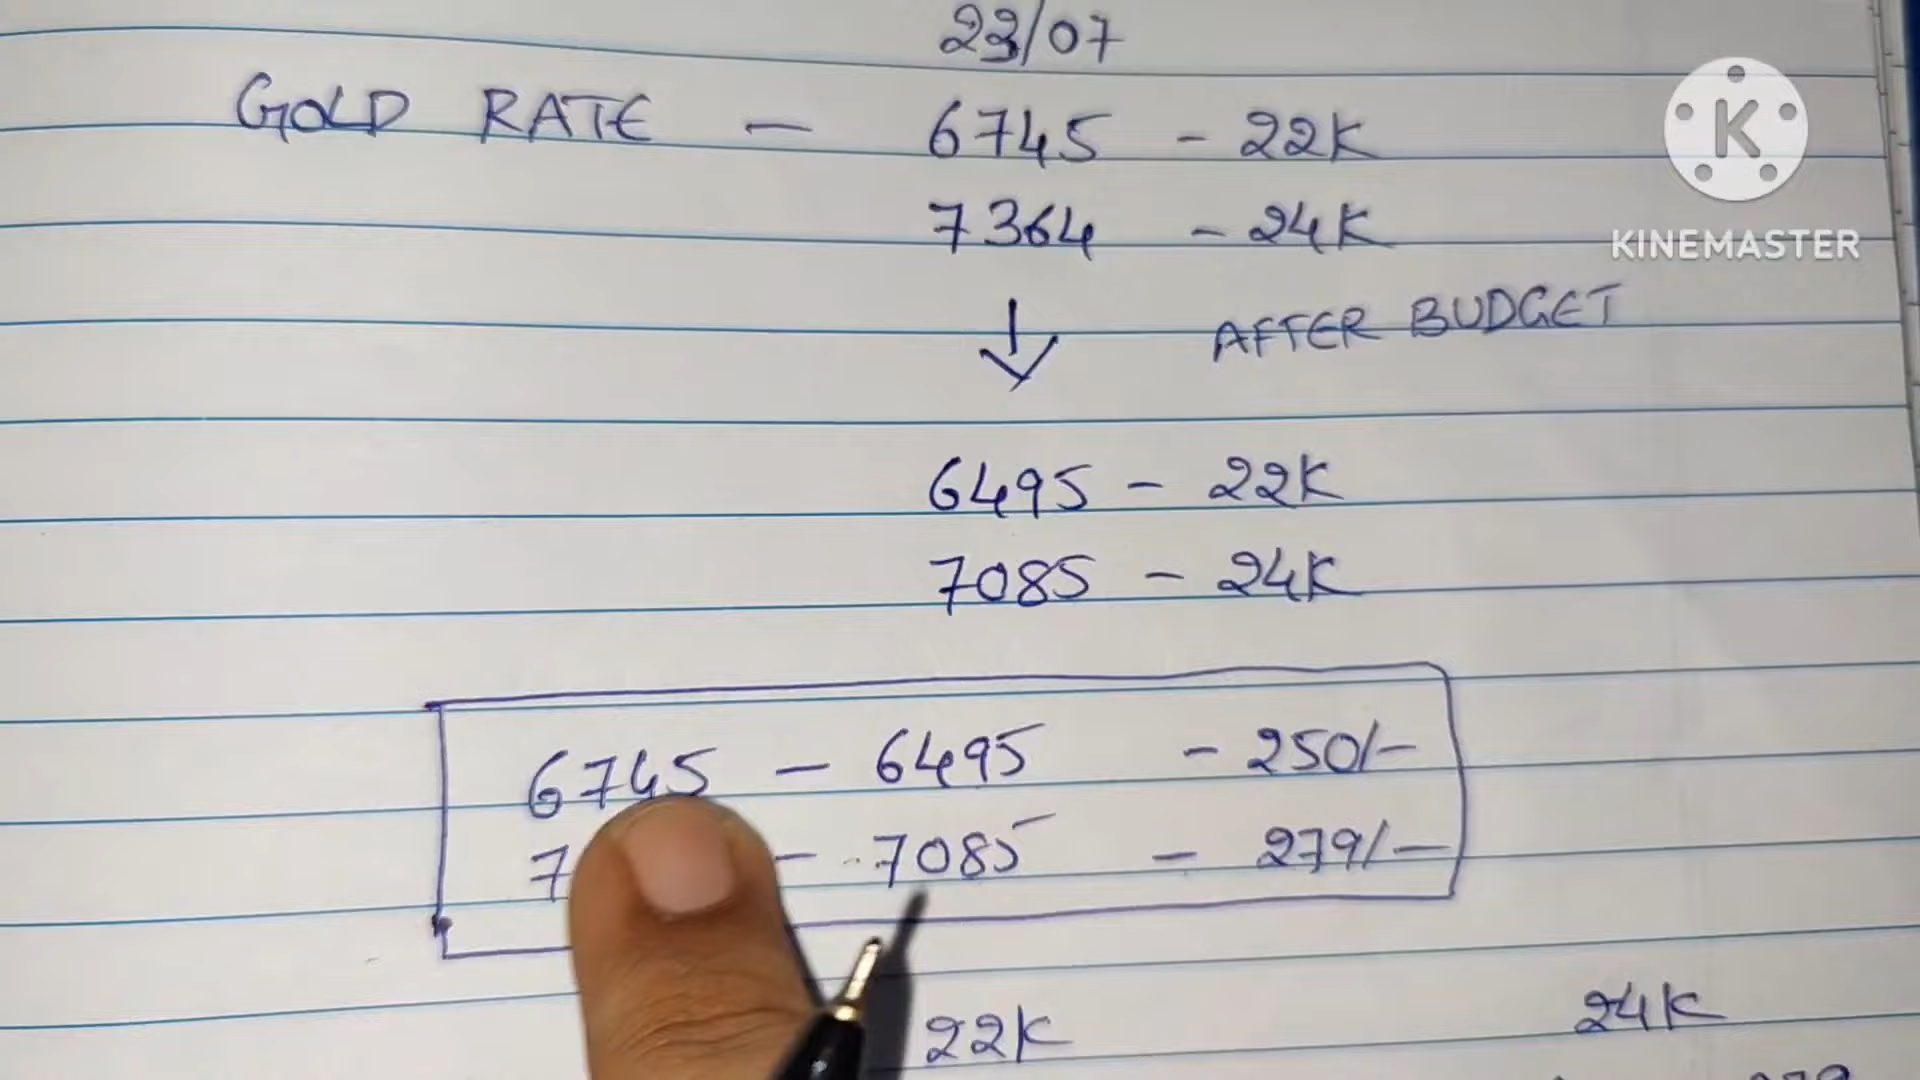 23/07
GOLD RATE - 6745 - 22K
7364 - 24K
AFTER BUDGET
6495 - 22K
7085 - 24K
6745 - 6495 - 250/-
- 7085 - 279/-
22K 24K
K
KINEMASTER